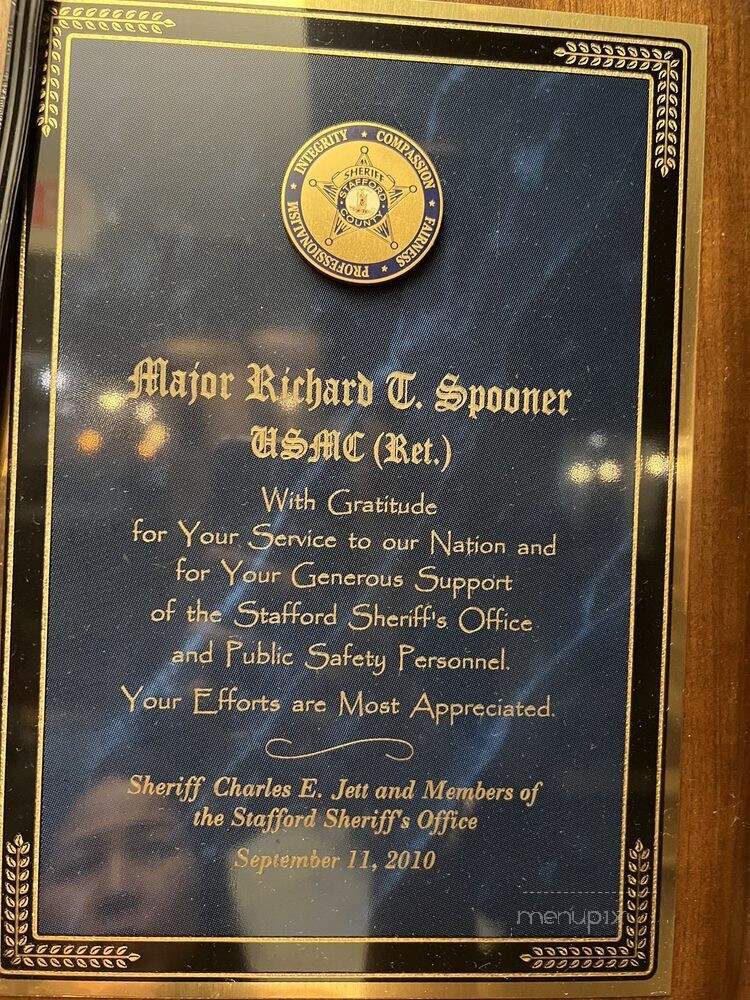 INTEGRITY ★ COMPASSION ★ FAIRNESS ★ PROFESSIONALISM ★
SHERIFF
STAFFORD
COUNTY
Major Richard T. Spooner
USMC (Ret.)
With Gratitude
for Your Service to our Nation and
for Your Generous Support
of the Stafford Sheriff's Office
and Public Safety Personnel.
Your Efforts are Most Appreciated.
Sheriff Charles E. Jett and Members of
the Stafford Sheriff's Office
September 11, 2010
menupix